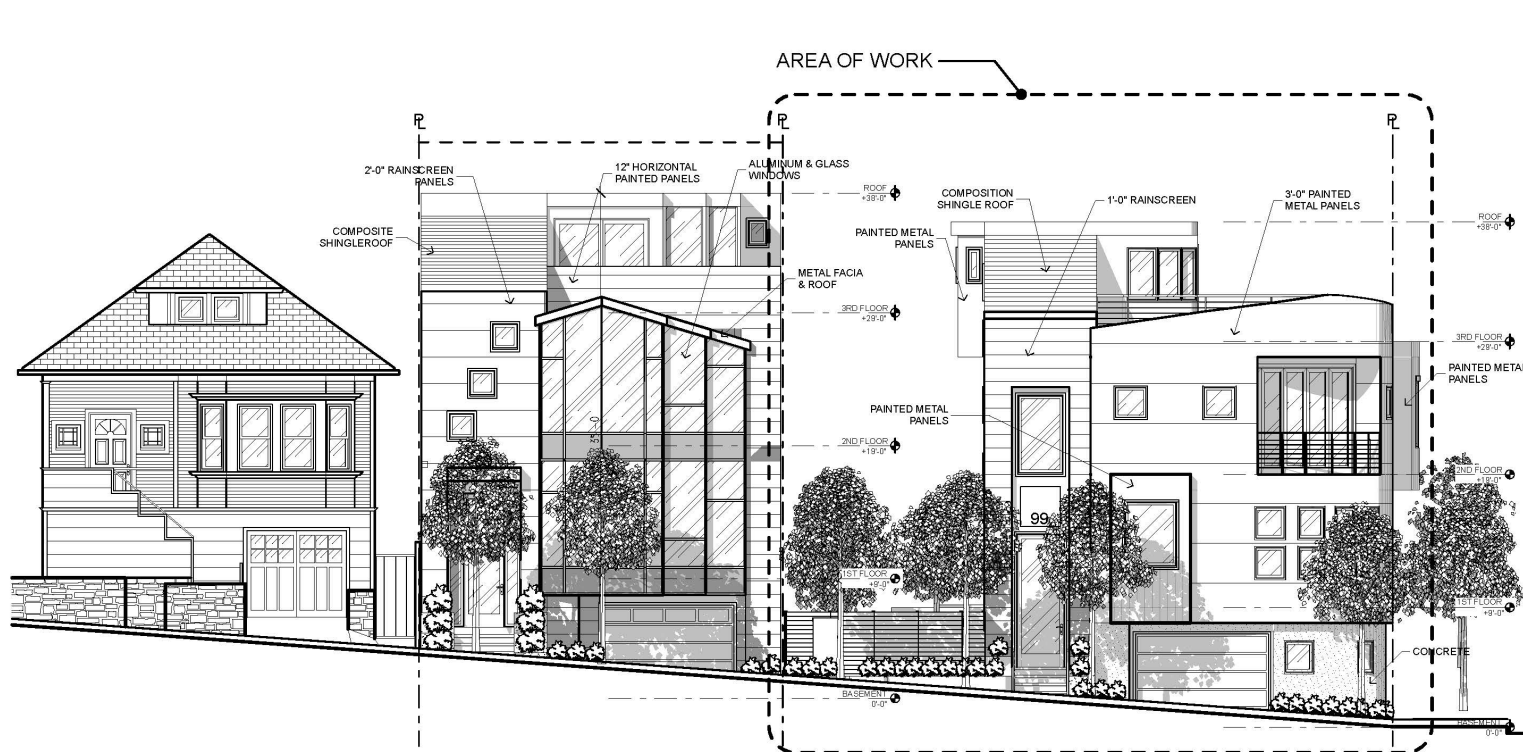 AREA OF WORK
PL
PL
PL
2'-0" RAINSCREEN
PANELS
12" HORIZONTAL
PAINTED PANELS
ALUMINUM & GLASS
WINDOWS
ROOF
+38'-0"
COMPOSITION
SHINGLE ROOF
1'-0" RAINSCREEN
3'-0" PAINTED
METAL PANELS
ROOF
+38'-0"
COMPOSITE
SHINGLEROOF
PAINTED METAL
PANELS
METAL FACIA
& ROOF
3RD FLOOR
+29'-0"
3RD FLOOR
+29'-0"
PAINTED METAL
PANELS
PAINTED METAL
PANELS
2ND FLOOR
+19'-0"
2ND FLOOR
+19'-0"
99
1ST FLOOR
+9'-0"
1ST FLOOR
+9'-0"
CONCRETE
BASEMENT
0'-0"
BASEMENT
0'-0"